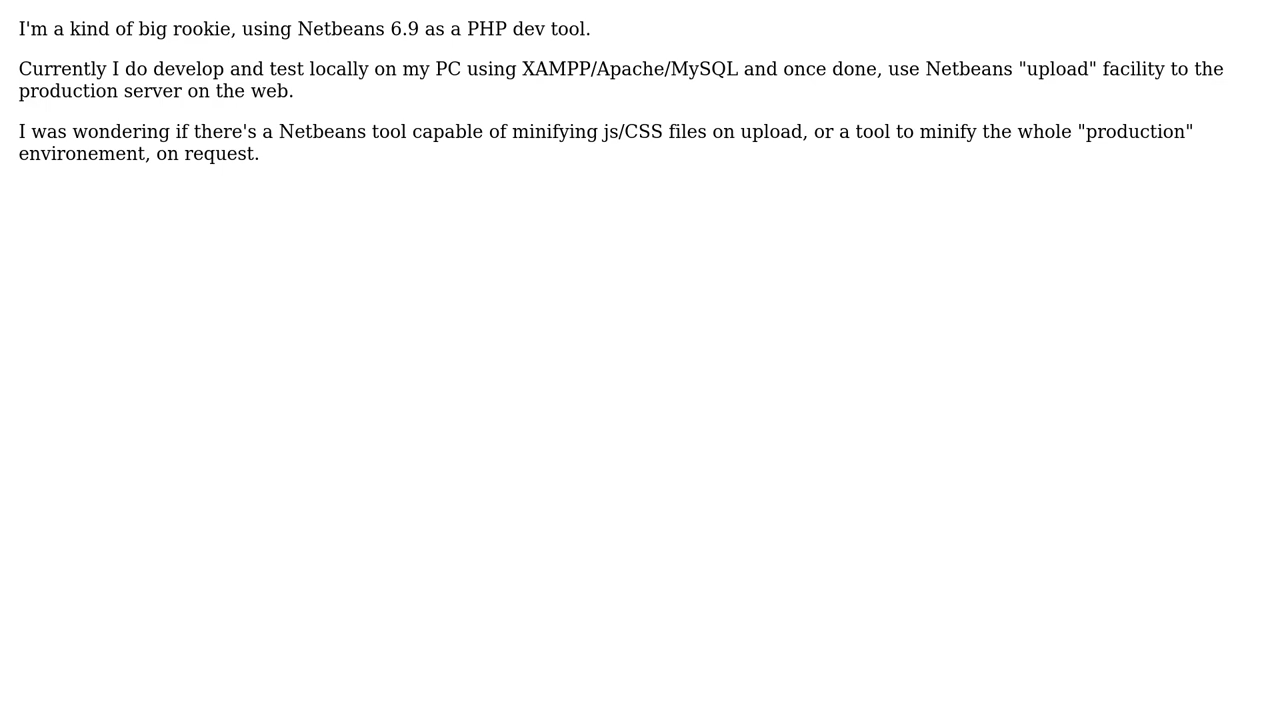 I'm a kind of big rookie, using Netbeans 6.9 as a PHP dev tool.
Currently I do develop and test locally on my PC using XAMPP/Apache/MySQL and once done, use Netbeans "upload" facility to the
production server on the web.
I was wondering if there's a Netbeans tool capable of minifying js/CSS files on upload, or a tool to minify the whole "production"
environement, on request.